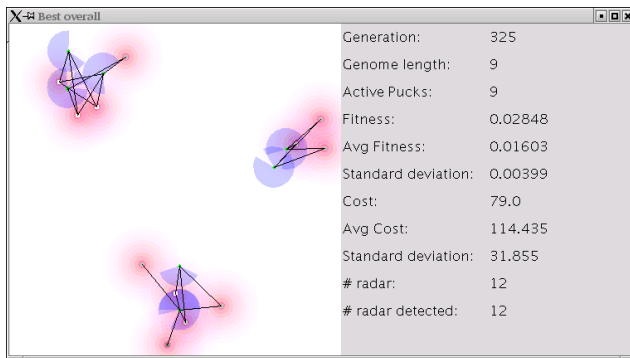 Best overall
Generation: 325
Genome length: 9
Active Pucks: 9
Fitness: 0.02848
Avg Fitness: 0.01603
Standard deviation: 0.00399
Cost: 79.0
Avg Cost: 114.435
Standard deviation: 31.855
# radar: 12
# radar detected: 12